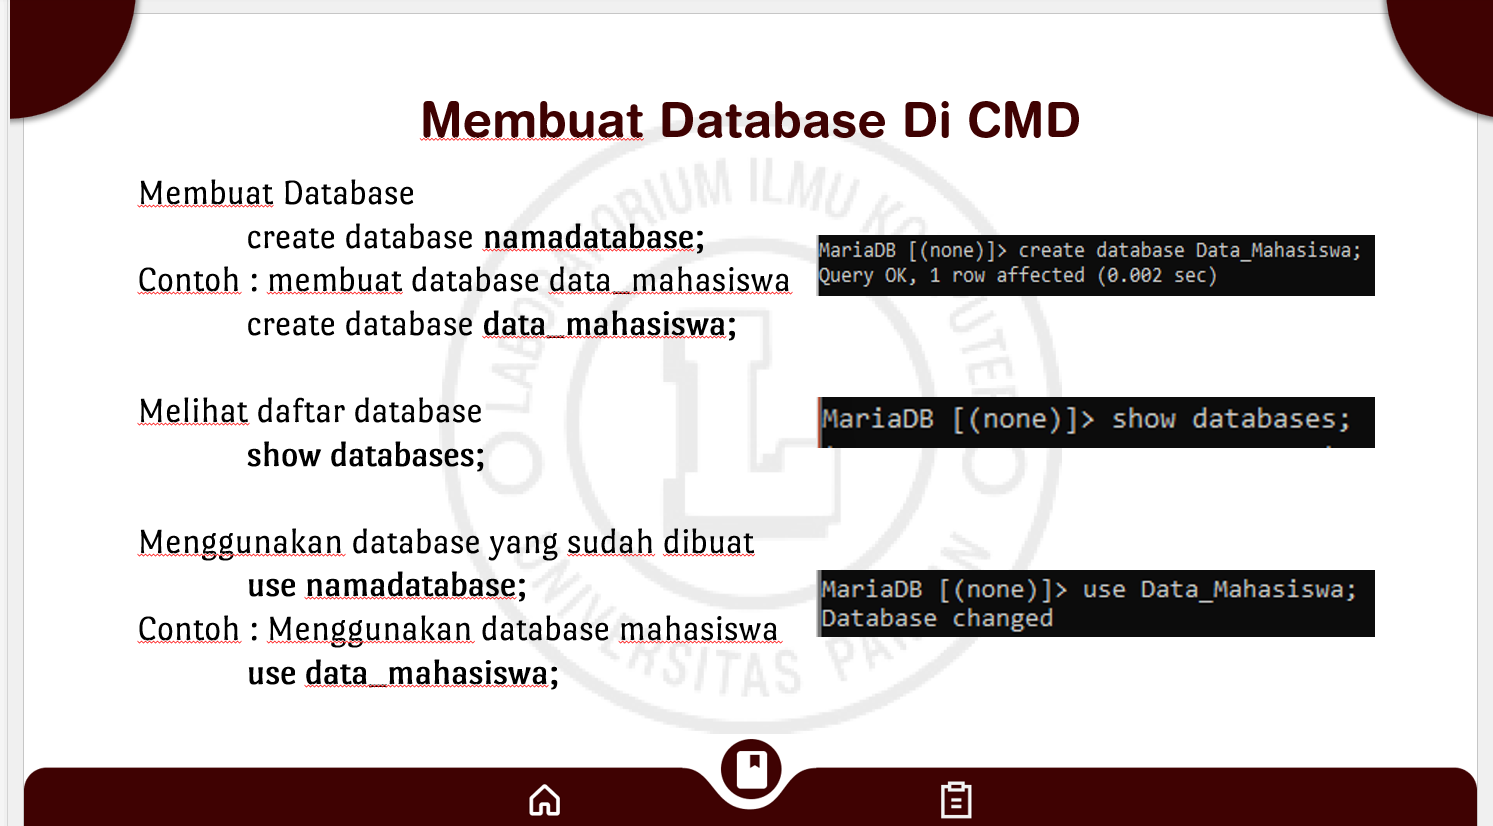 Membuat Database Di CMD
Membuat Database
create database namadatabase;
Contoh : membuat database data_mahasiswa
create database data_mahasiswa;
Melihat daftar database
show databases;
Menggunakan database yang sudah dibuat
use namadatabase;
Contoh : Menggunakan database mahasiswa
use data_mahasiswa;
MariaDB [(none)]> create database Data_Mahasiswa;
Query OK, 1 row affected (0.002 sec)
MariaDB [(none)]> show databases;
MariaDB [(none)]> use Data_Mahasiswa;
Database changed